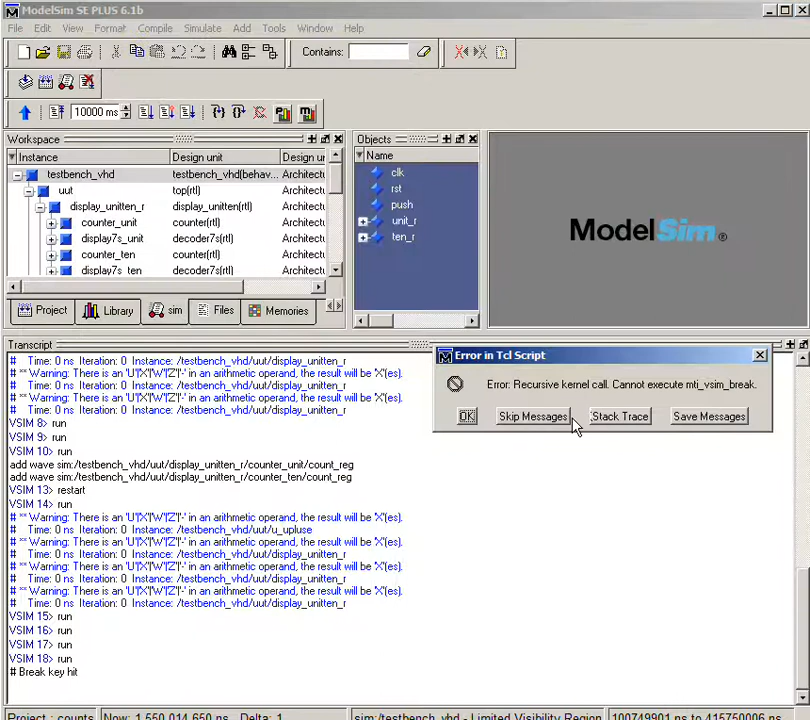 ModelSim SE PLUS 6.1b
File Edit View Format Compile Simulate Add Tools Window Help
Contains:
10000 ms
Workspace
Instance Design unit Design ur
testbench_vhd testbench_vhd(behav... Architectu
uut top(rtl) Architectu
display_unitten_r display_unitten(rtl) Architectu
counter_unit counter(rtl) Architectu
display7s_unit decoder7s(rtl) Architectu
counter_ten counter(rtl) Architectu
display7s_ten decoder7s(rtl) Architectu
Project Library sim Files Memories
Objects
Name
clk
rst
push
unit_r
ten_r
ModelSim®
Transcript
# Time: 0 ns Iteration: 0 Instance: /testbench_vhd/uut/display_unitten_r
# ** Warning: There is an 'U'|'X'|'W'|'Z'|'-' in an arithmetic operand, the result will be 'X'(es).
# Time: 0 ns Iteration: 0 Instance: /testbench_vhd/uut/display_unitten_r
# ** Warning: There is an 'U'|'X'|'W'|'Z'|'-' in an arithmetic operand, the result will be 'X'(es).
# Time: 0 ns Iteration: 0 Instance: /testbench_vhd/uut/display_unitten_r
VSIM 8> run
VSIM 9> run
VSIM 10> run
add wave sim:/testbench_vhd/uut/display_unitten_r/counter_unit/count_reg
add wave sim:/testbench_vhd/uut/display_unitten_r/counter_ten/count_reg
VSIM 13> restart
VSIM 14> run
# ** Warning: There is an 'U'|'X'|'W'|'Z'|'-' in an arithmetic operand, the result will be 'X'(es).
# Time: 0 ns Iteration: 0 Instance: /testbench_vhd/uut/u_upluse
# ** Warning: There is an 'U'|'X'|'W'|'Z'|'-' in an arithmetic operand, the result will be 'X'(es).
# Time: 0 ns Iteration: 0 Instance: /testbench_vhd/uut/display_unitten_r
# ** Warning: There is an 'U'|'X'|'W'|'Z'|'-' in an arithmetic operand, the result will be 'X'(es).
# Time: 0 ns Iteration: 0 Instance: /testbench_vhd/uut/display_unitten_r
# ** Warning: There is an 'U'|'X'|'W'|'Z'|'-' in an arithmetic operand, the result will be 'X'(es).
# Time: 0 ns Iteration: 0 Instance: /testbench_vhd/uut/display_unitten_r
VSIM 15> run
VSIM 16> run
VSIM 17> run
VSIM 18> run
# Break key hit
Error in Tcl Script
Error: Recursive kernel call. Cannot execute mti_vsim_break.
OK Skip Messages Stack Trace Save Messages
Project : counts Now: 1,550,014,650 ns Delta: 1 sim:/testbench_vhd - Limited Visibility Region 100749901 ns to 415750006 ns